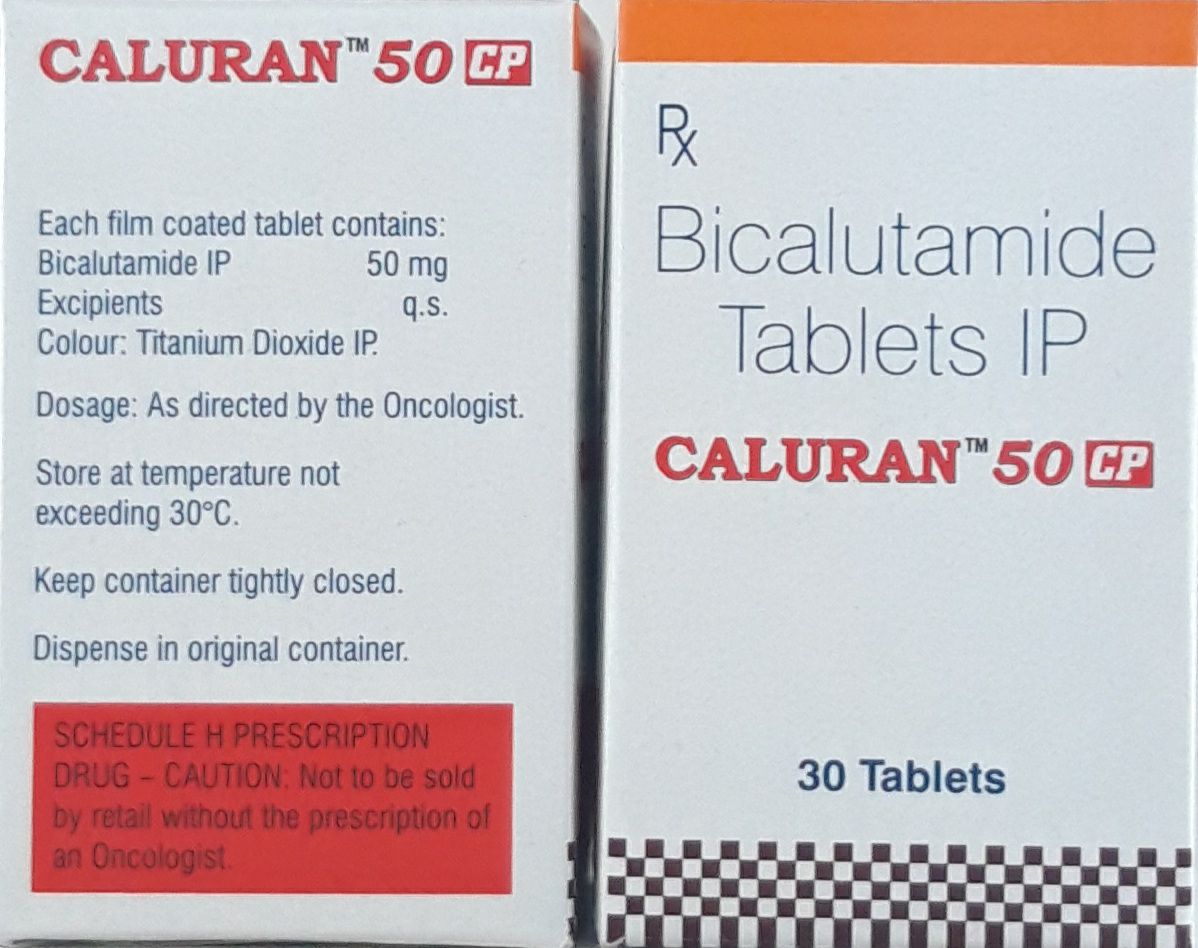 CALURAN™ 50 CP
Each film coated tablet contains:
Bicalutamide IP 50 mg
Excipients q.s.
Colour: Titanium Dioxide IP.
Dosage: As directed by the Oncologist.
Store at temperature not
exceeding 30°C.
Keep container tightly closed.
Dispense in original container.
SCHEDULE H PRESCRIPTION
DRUG – CAUTION: Not to be sold
by retail without the prescription of
an Oncologist.
Rx
Bicalutamide
Tablets IP
CALURAN™ 50 CP
30 Tablets